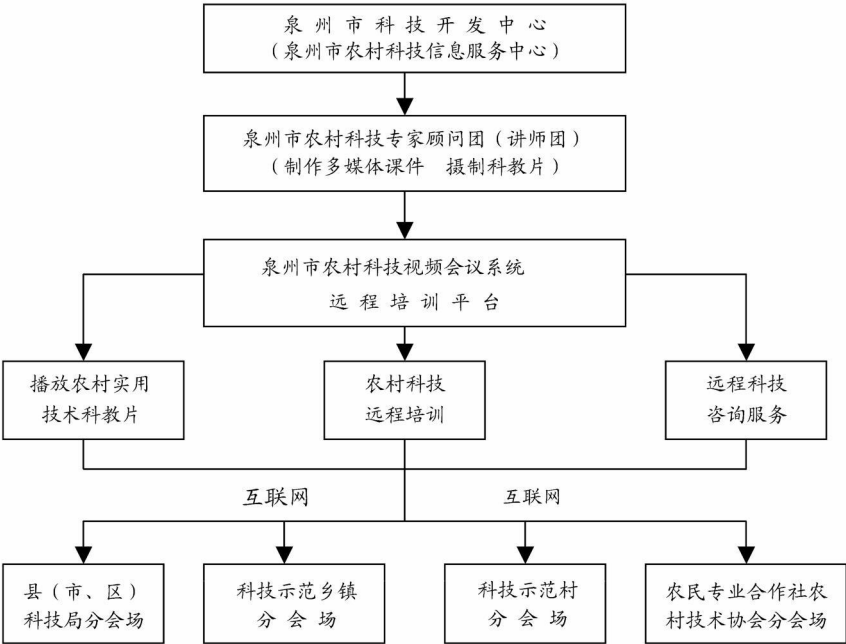 泉州市科技开发中心
（泉州市农村科技信息服务中心）
泉州市农村科技专家顾问团（讲师团）
（制作多媒体课件　摄制科教片）
泉州市农村科技视频会议系统
远程培训平台
播放农村实用
技术科教片
农村科技
远程培训
远程科技
咨询服务
互联网
互联网
县（市、区）
科技局分会场
科技示范乡镇
分会场
科技示范村
分会场
农民专业合作社农
村技术协会分会场